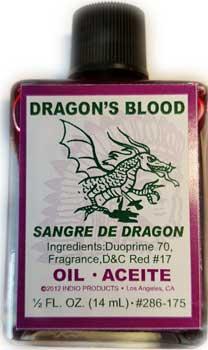 DRAGON'S BLOOD
SANGRE DE DRAGON
Ingredients:Duoprime 70,
Fragrance,D&C Red #17
OIL • ACEITE
©2012 INDIO PRODUCTS • Los Angeles, CA
½ FL. OZ. (14 mL) • #286-175